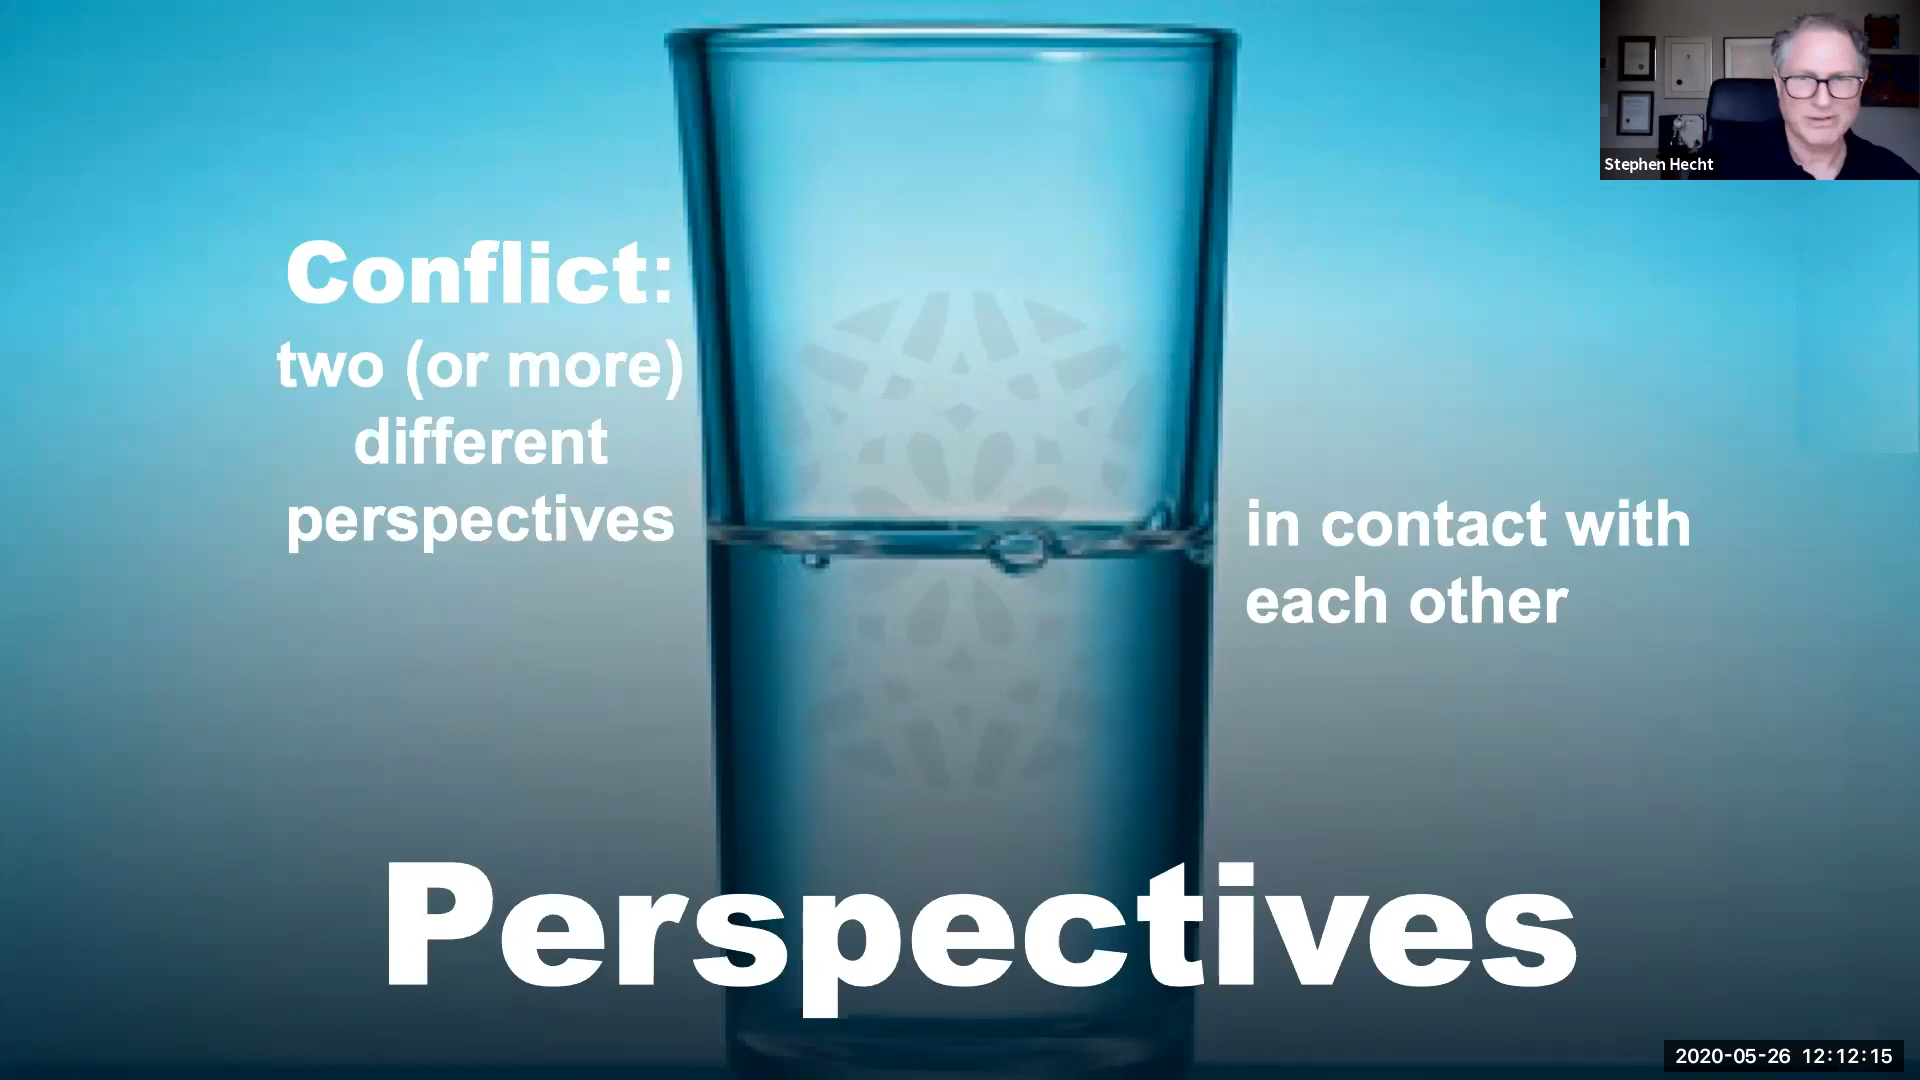 Stephen Hecht
Conflict:
two (or more)
different
perspectives
in contact with
each other
Perspectives
2020-05-26 12:12:15